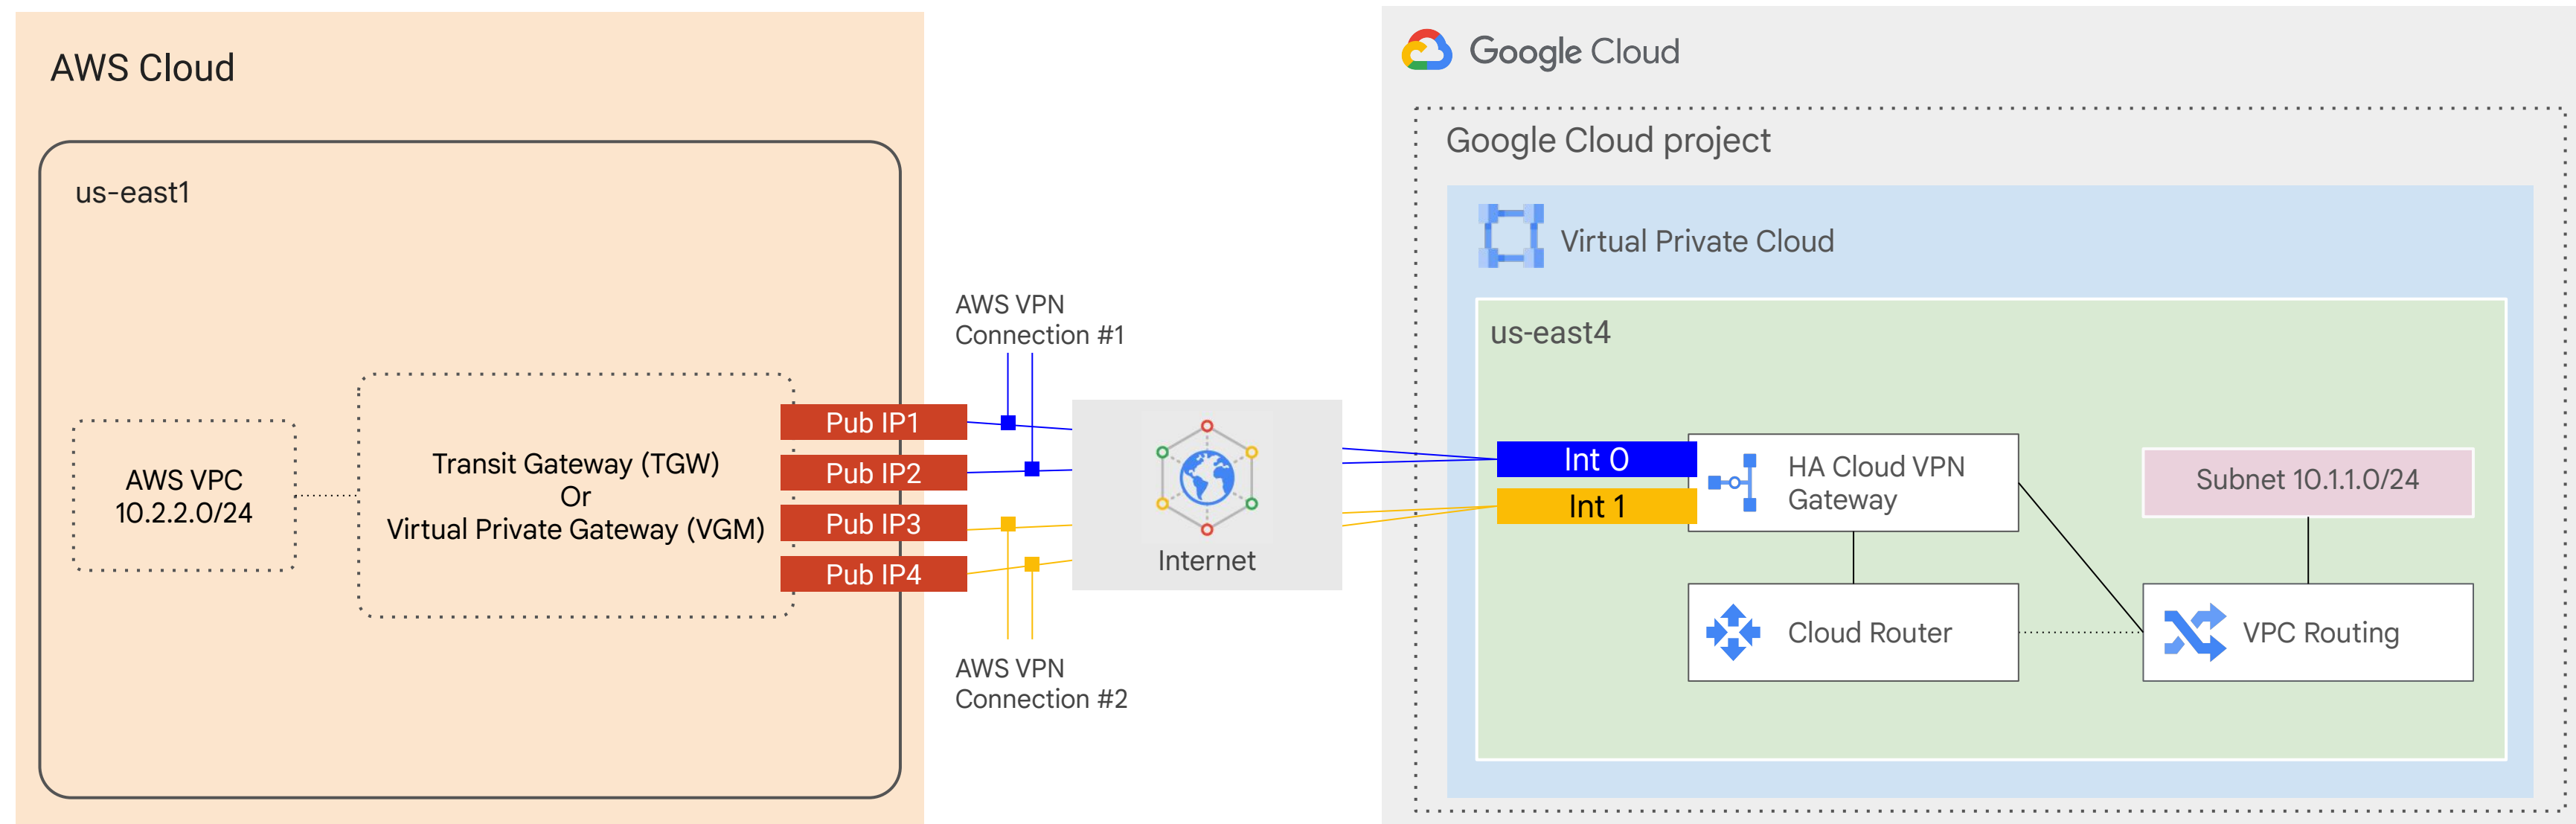 AWS Cloud
us-east1
AWS VPC
10.2.2.0/24
Transit Gateway (TGW)
Or
Virtual Private Gateway (VGM)
Pub IP1
Pub IP2
Pub IP3
Pub IP4
AWS VPN
Connection #1
AWS VPN
Connection #2
Internet
Google Cloud
Google Cloud project
Virtual Private Cloud
us-east4
Int 0
Int 1
HA Cloud VPN
Gateway
Subnet 10.1.1.0/24
Cloud Router
VPC Routing